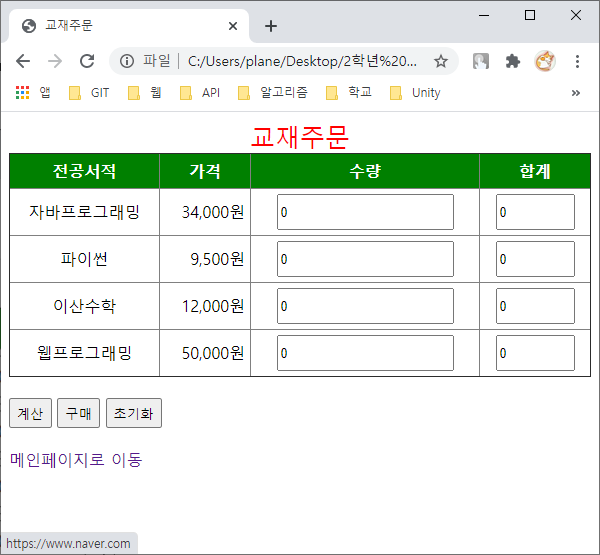 교재주문
파일 C:/Users/plane/Desktop/2학년%20...
앱 GIT 웹 API 알고리즘 학교 Unity »
교재주문
전공서적 가격 수량 합계
자바프로그래밍 34,000원 0 0
파이썬 9,500원 0 0
이산수학 12,000원 0 0
웹프로그래밍 50,000원 0 0
계산 구매 초기화
메인페이지로 이동
https://www.naver.com